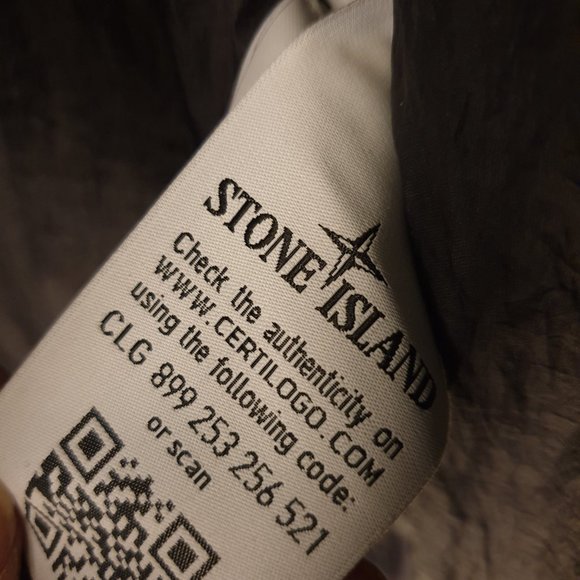 STONE ISLAND
Check the authenticity on
WWW.CERTILOGO.COM
using the following code:
CLG 899 253 256 521
or scan